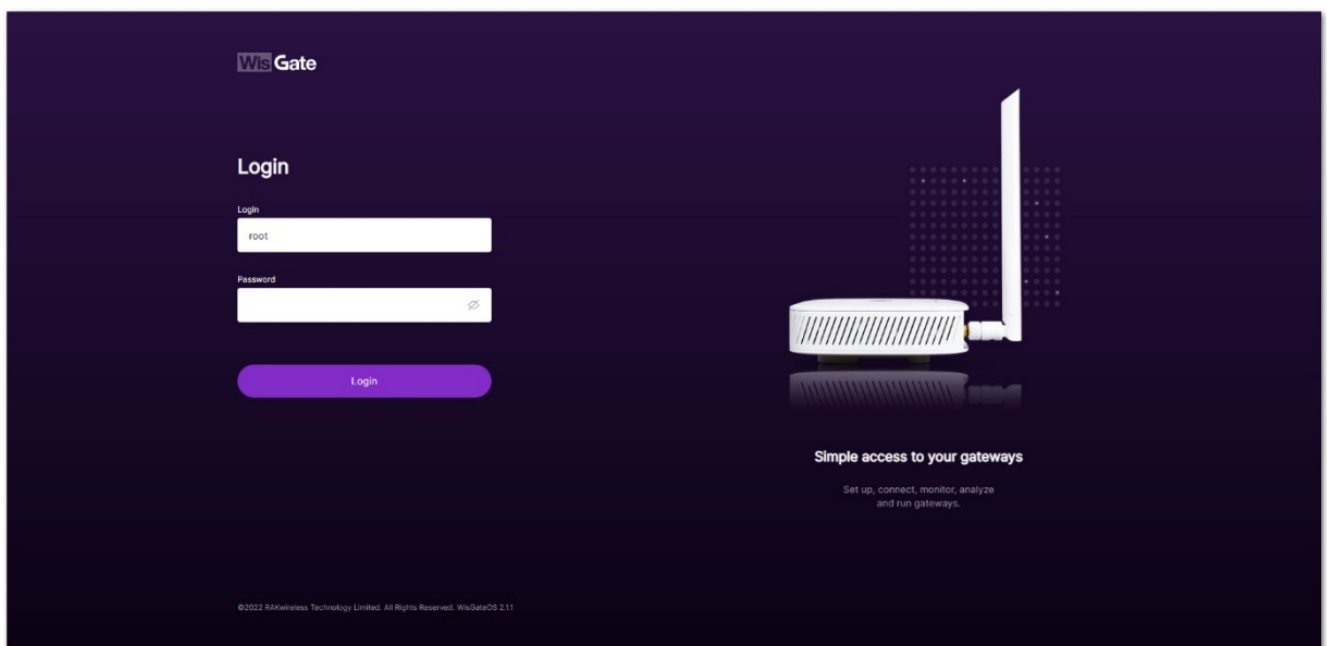 WisGate
Login
Login
root
Password
Login
Simple access to your gateways
Set up, connect, monitor, analyze
and run gateways.
©2022 RAKwireless Technology Limited. All Rights Reserved. WisGateOS 2.1.1